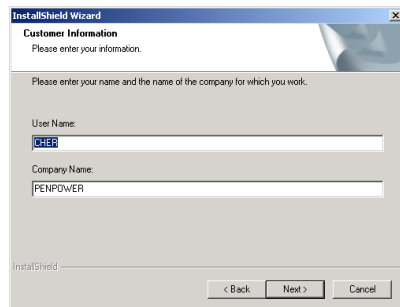 InstallShield Wizard
Customer Information
Please enter your information.
Please enter your name and the name of the company for which you work.
User Name:
CHER
Company Name:
PENPOWER
InstallShield
< Back Next > Cancel